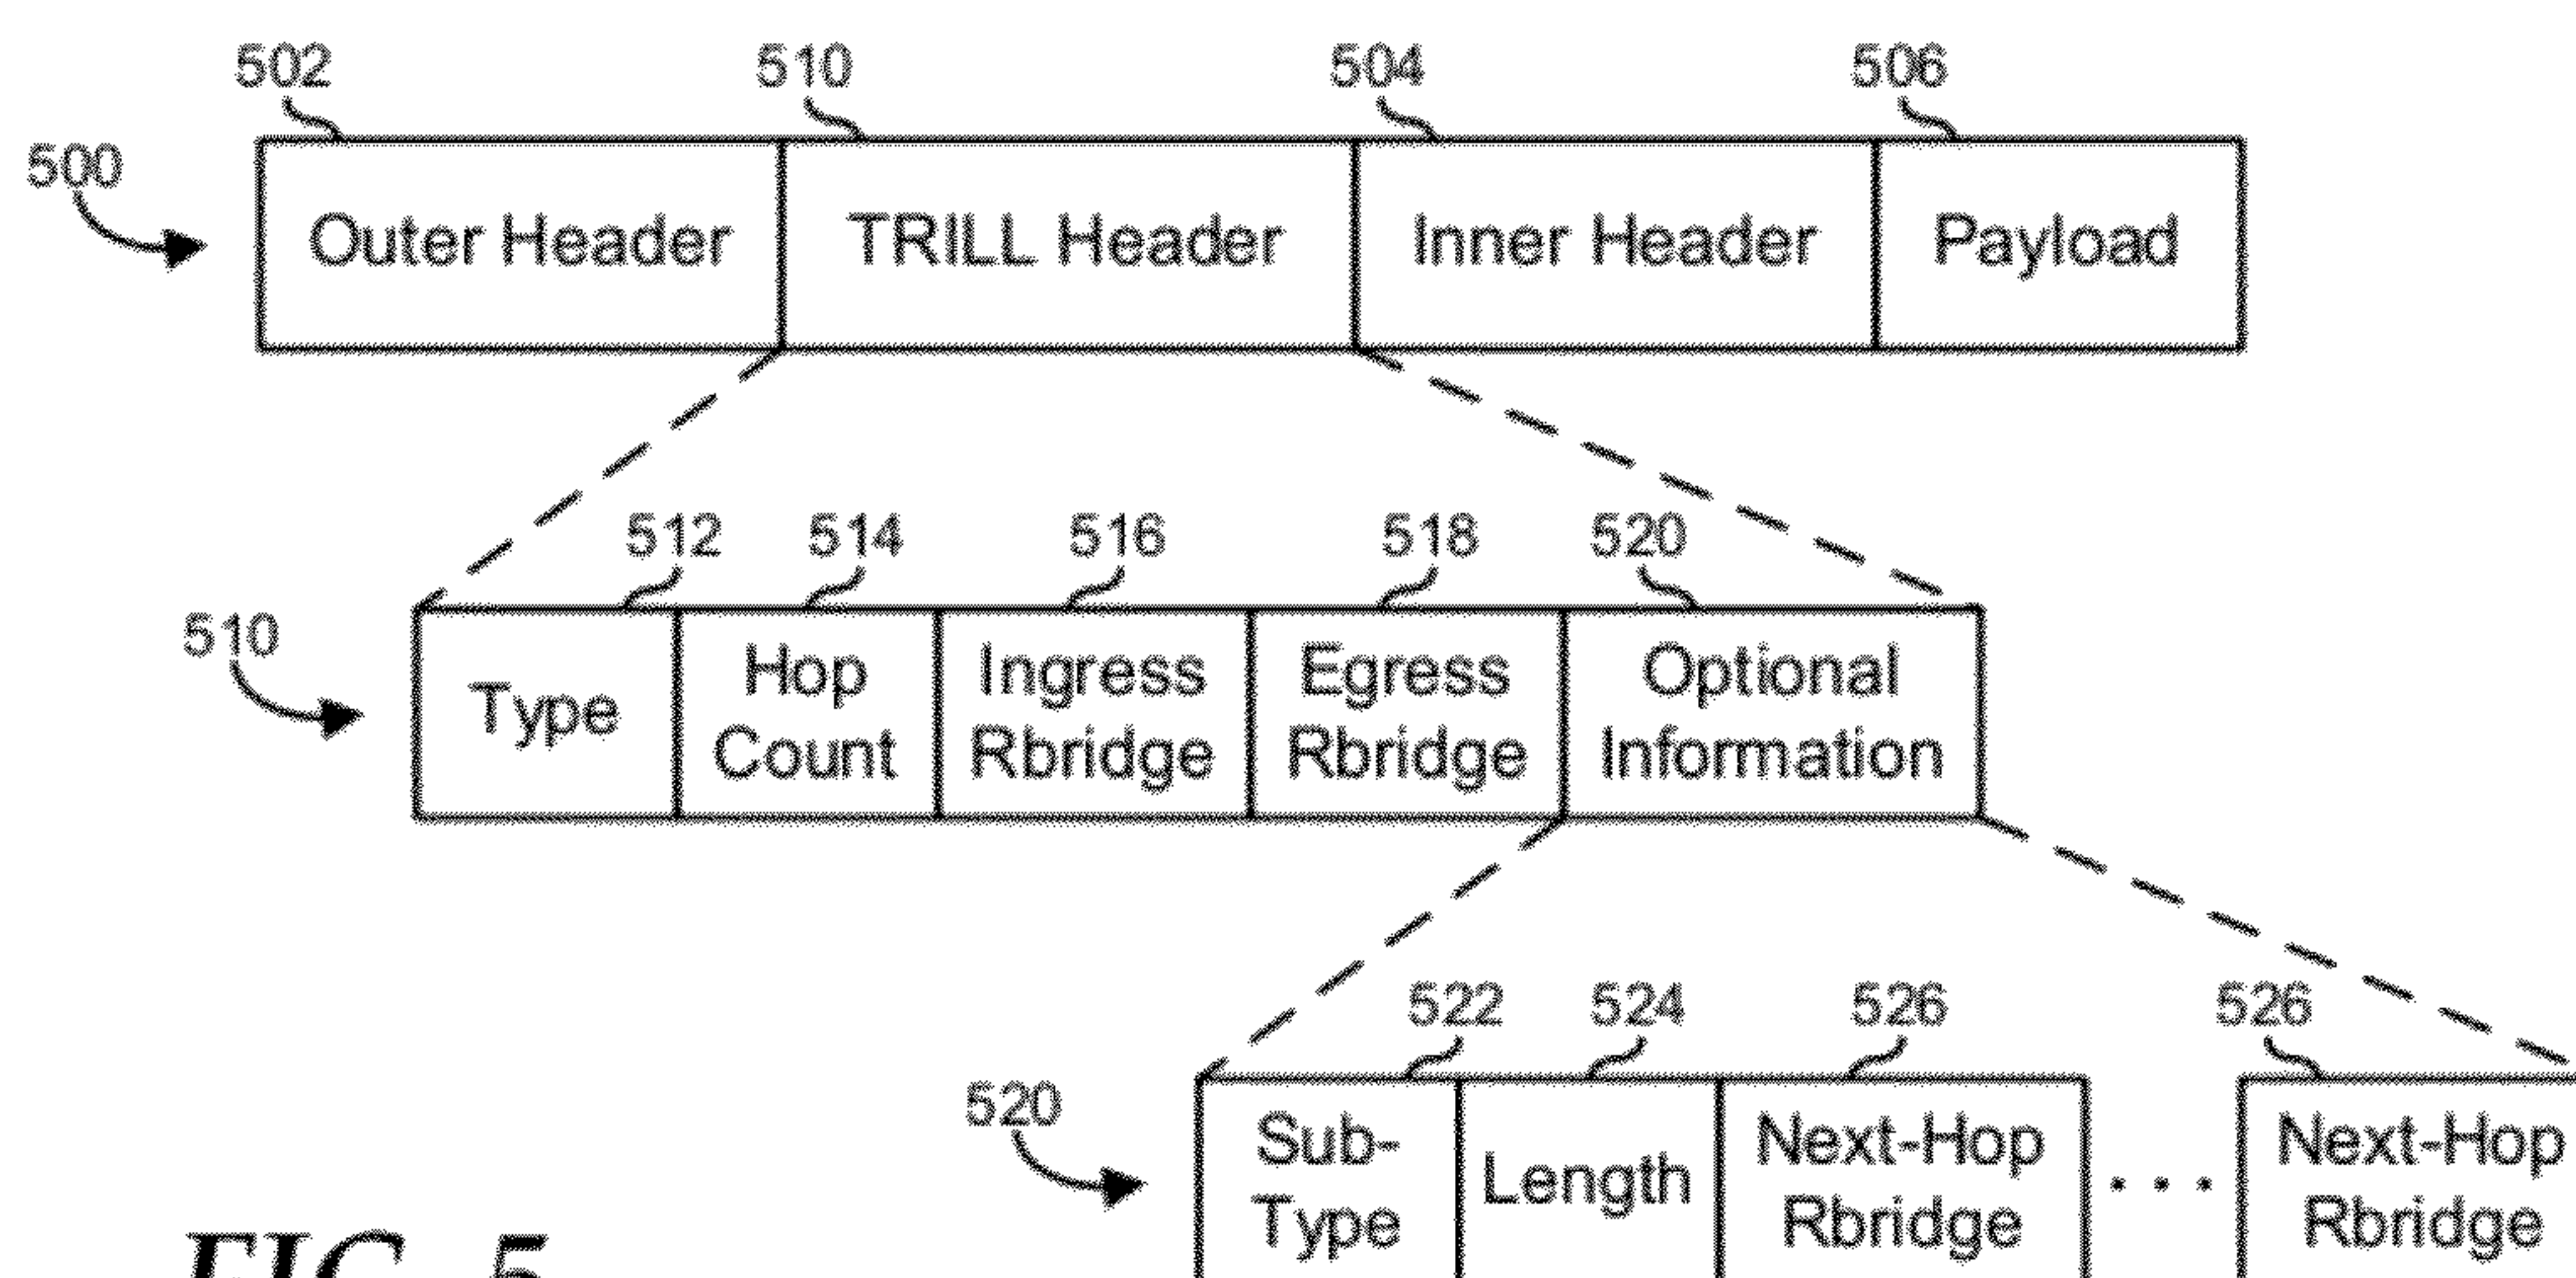 502 510 504 506
500
Outer Header TRILL Header Inner Header Payload
512 514 516 518 520
510
Type Hop Count Ingress Rbridge Egress Rbridge Optional Information
522 524 526 526
520
Sub-Type Length Next-Hop Rbridge ... Next-Hop Rbridge
FIG. 5